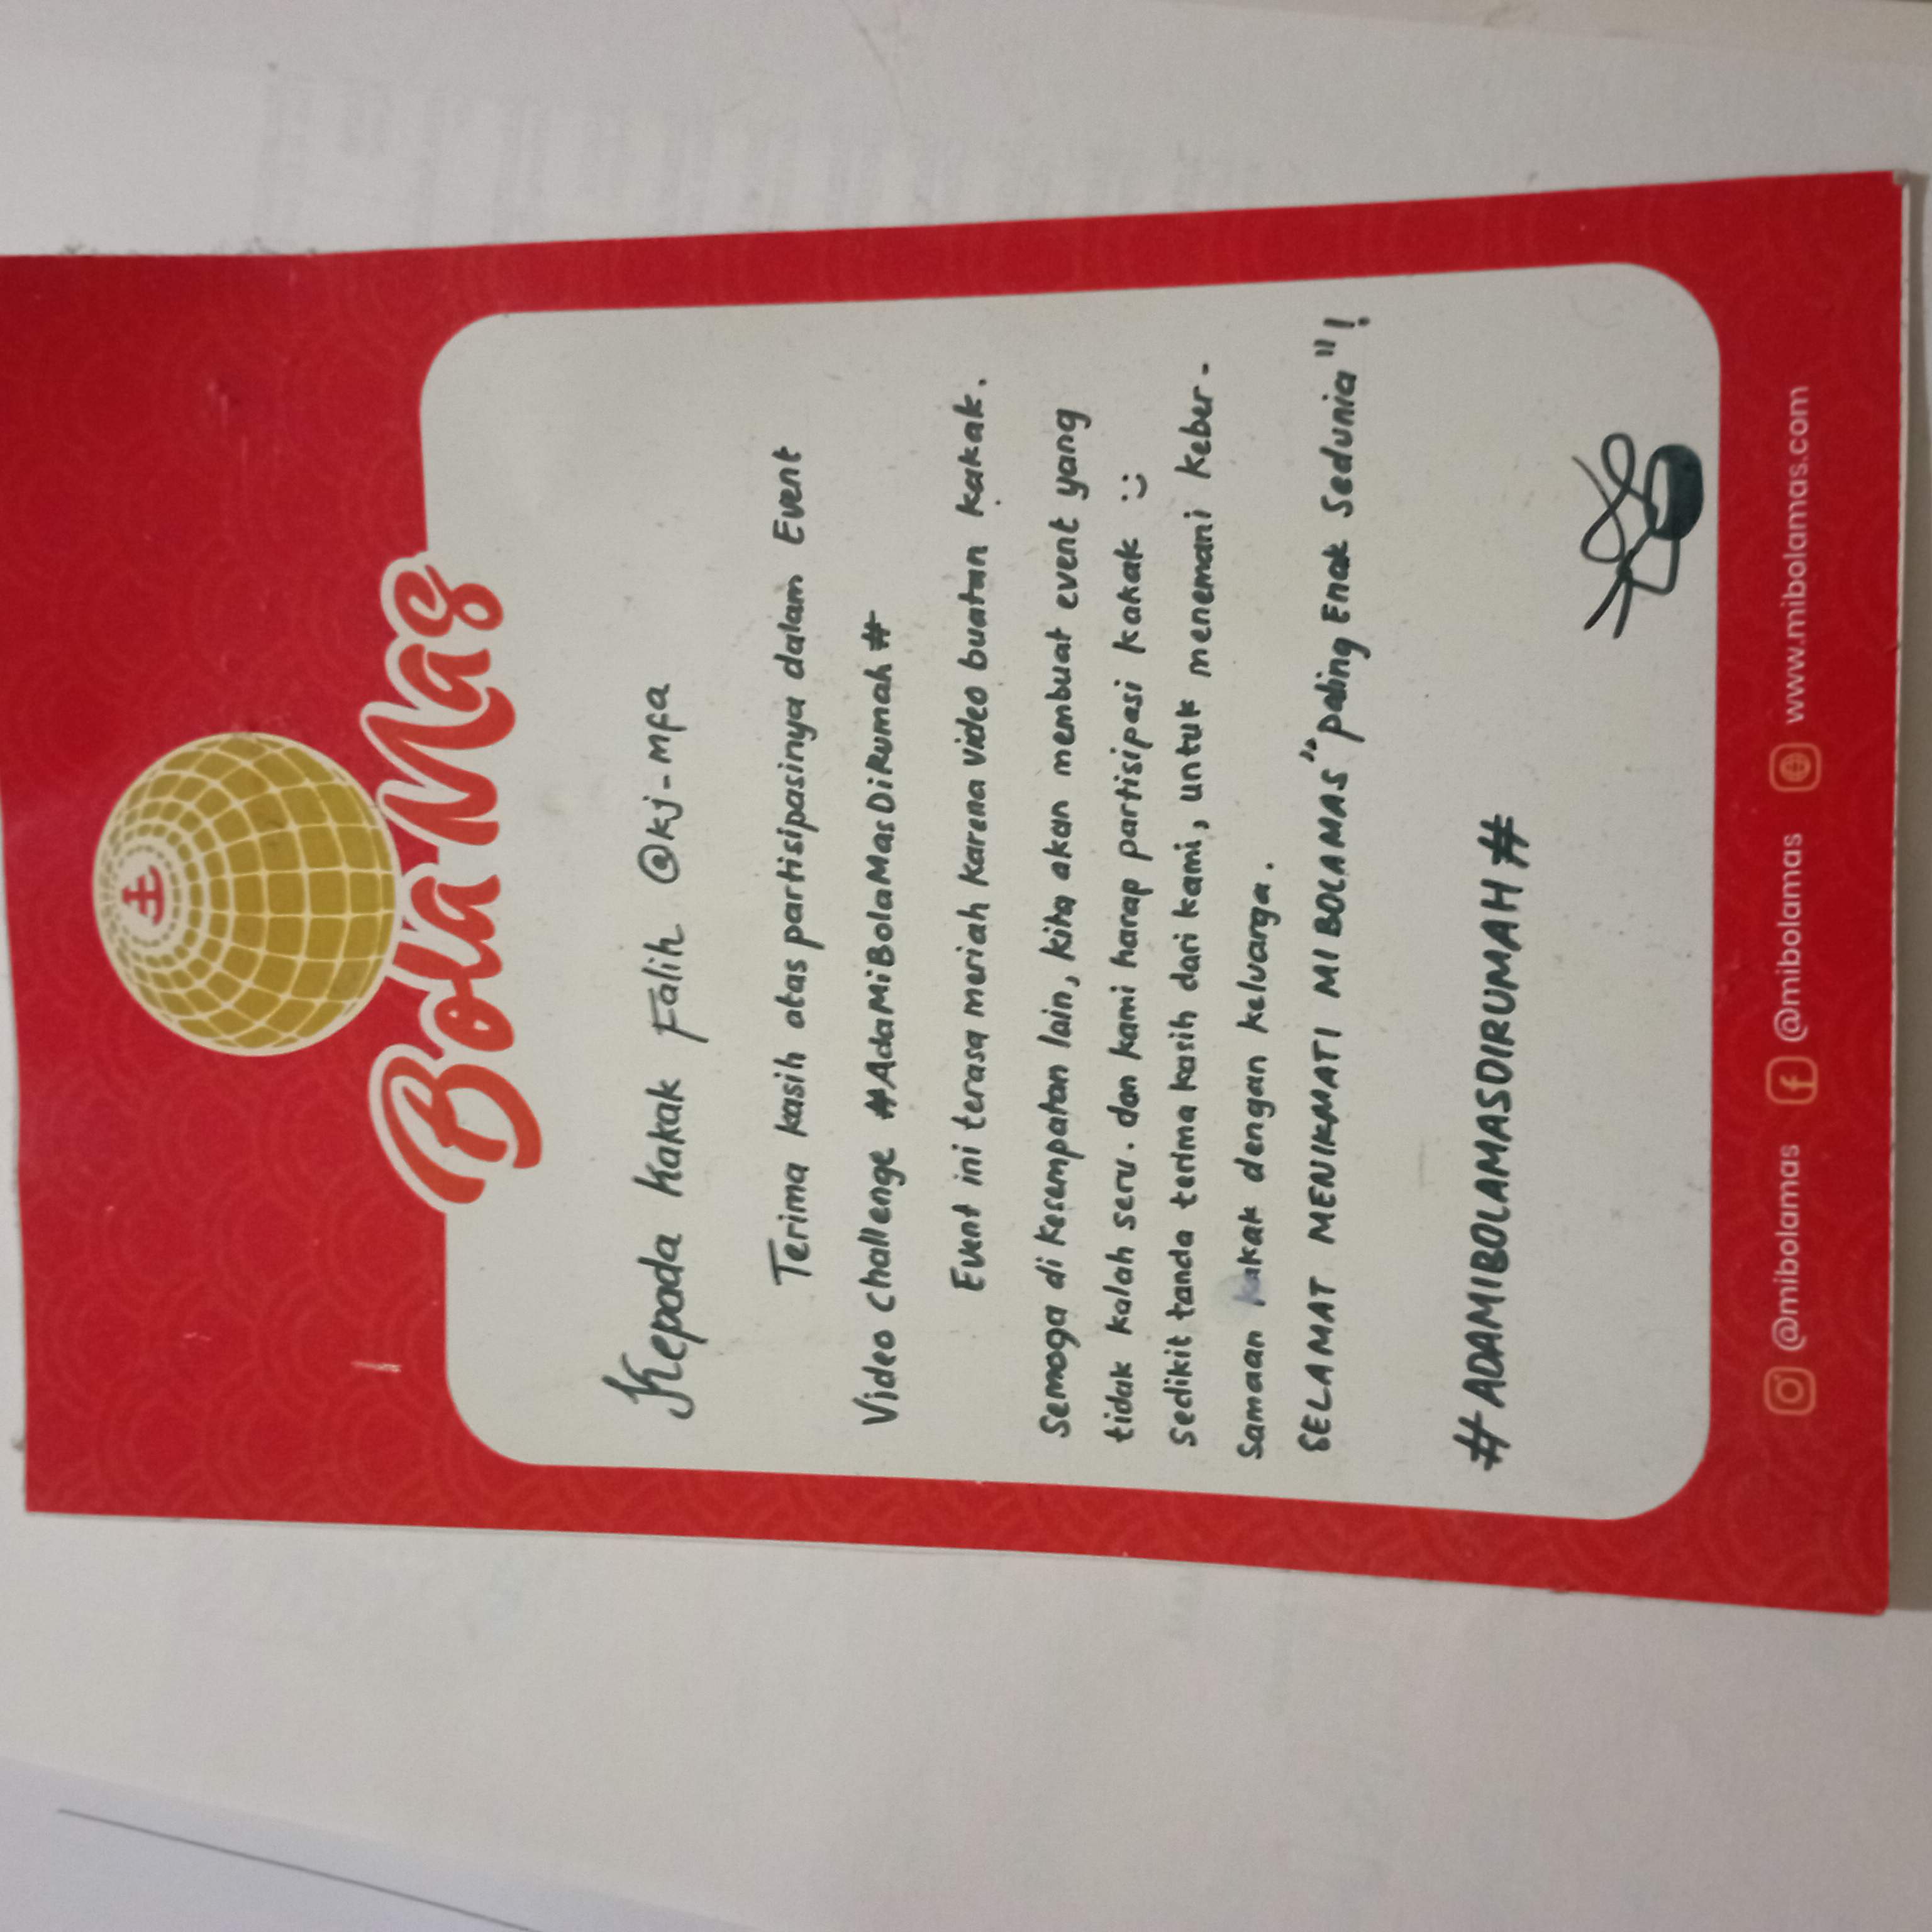 Bola Mas
Kepada Kakak Falih @kj-mfa
Terima kasih atas partisipasinya dalam Event
Video Challenge #AdaMiBolaMasDiRumah#
Event ini terasa meriah karena video buatan kakak.
Semoga di kesempatan lain, kita akan membuat event yang
tidak kalah seru. dan kami harap partisipasi kakak :)
Sedikit tanda terima kasih dari kami, untuk menemani keber-
samaan kakak dengan keluarga.
SELAMAT MENIKMATI MI BOLAMAS "paling Enak Sedunia"!
#ADAMIBOLAMASDIRUMAH#
@mibolamas @mibolamas www.mibolamas.com